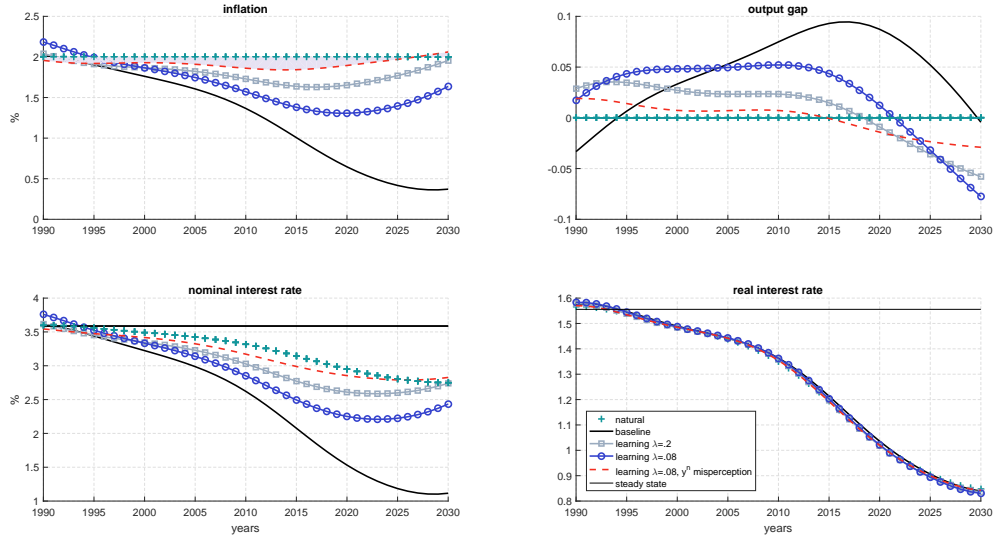 inflation
2.5
2
1.5
1
0.5
0
%
1990 1995 2000 2005 2010 2015 2020 2025 2030
output gap
0.1
0.05
0
-0.05
-0.1
1990 1995 2000 2005 2010 2015 2020 2025 2030
nominal interest rate
4
3.5
3
2.5
2
1.5
1
%
1990 1995 2000 2005 2010 2015 2020 2025 2030
years
real interest rate
1.6
1.5
1.4
1.3
1.2
1.1
1
0.9
0.8
natural
baseline
learning λ=.2
learning λ=.08
learning λ=.08, yⁿ misperception
steady state
1990 1995 2000 2005 2010 2015 2020 2025 2030
years